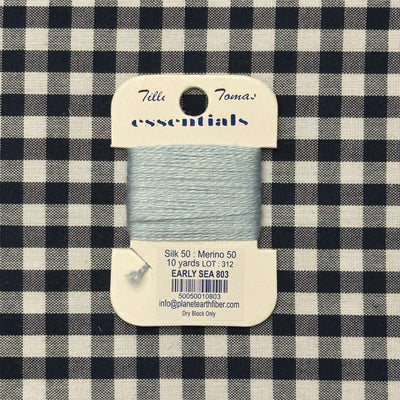 Tilli Tomas
essentials
Silk 50 : Merino 50
10 yards LOT : 312
EARLY SEA 803
50050010803
info@planetearthfiber.com
Dry Block Only